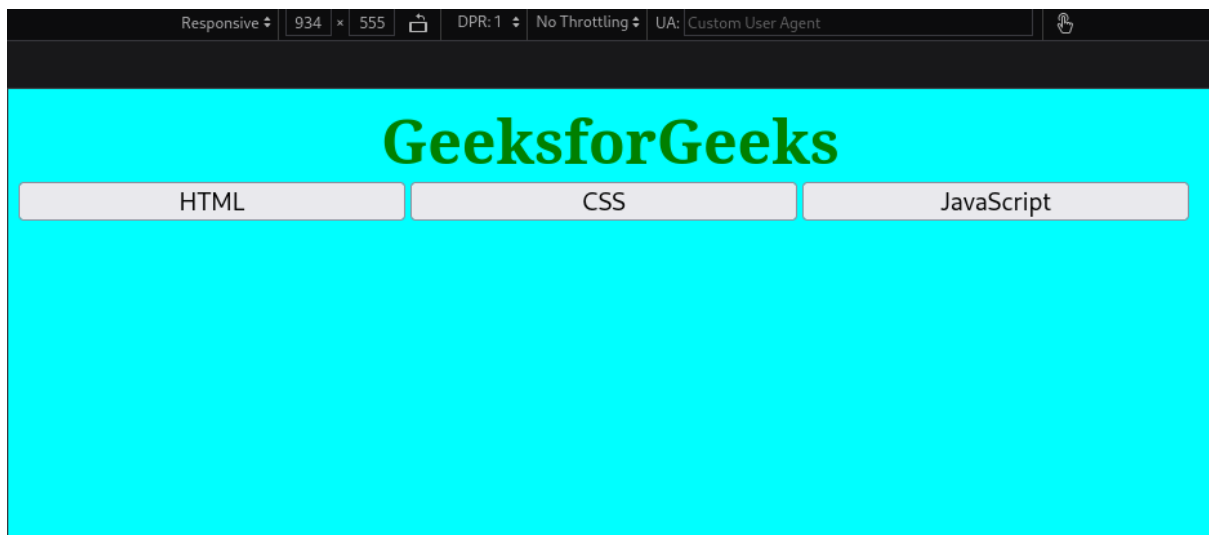 Responsive 934 × 555 DPR: 1 No Throttling UA: Custom User Agent
GeeksforGeeks
HTML CSS JavaScript